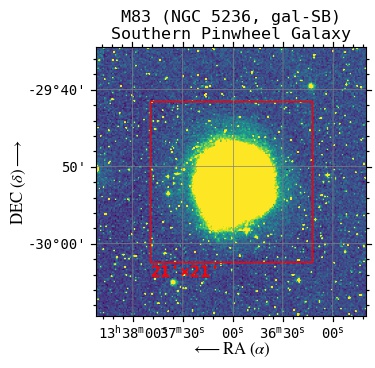 M83 (NGC 5236, gal-SB)
Southern Pinwheel Galaxy
-29°40'
50'
-30°00'
DEC (δ) ⟶
21'×21'
13ʰ38ᵐ00ˢ 37ᵐ30ˢ 00ˢ 36ᵐ30ˢ 00ˢ
⟵ RA (α)